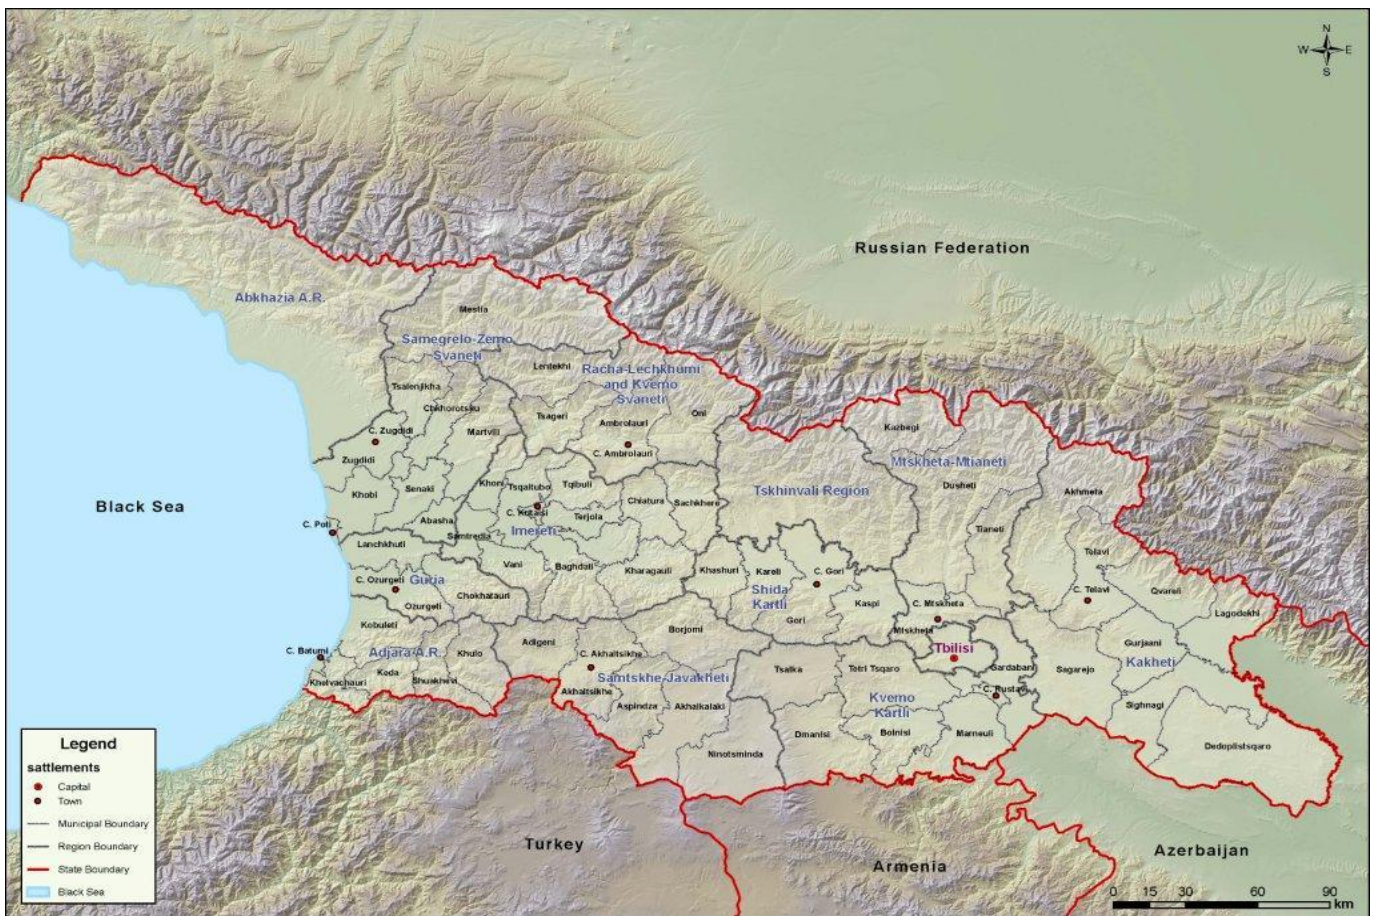 N
W E
S
Russian Federation
Abkhazia A.R.
Mestia
Samegrelo-Zemo
Svaneti
Lentekhi
Racha-Lechkhumi
and Kvemo
Svaneti
Tsalenjikha
Chkhorotsku
Tsageri
Ambrolauri
Oni
C. Zugdidi
Martvili
C. Ambrolauri
Zugdidi
Kazbegi
Mtskheta-Mtianeti
Dusheti
Akhmeta
Tskhinvali Region
Khobi
Senaki
Khoni
Tsqaltubo
Tqibuli
Chiatura
Sachkhere
Black Sea
C. Poti
Abasha
C. Kutaisi
Terjola
Imereti
Samtredia
Tianeti
Lanchkhuti
Vani
Baghdati
Kharagauli
Khashuri
Kareli
C. Gori
Telavi
C. Ozurgeti
Guria
Chokhatauri
Ozurgeti
Shida
Kartli
Kaspi
Gori
C. Mtskheta
Mtskheta
C. Telavi
Qvareli
Lagodekhi
Kobuleti
Borjomi
Adigeni
Gurjaani
C. Batumi
Adjara A.R.
Khulo
C. Akhaltsikhe
Tbilisi
Keda
Shuakhevi
Khelvachauri
Samtskhe-Javakheti
Tsalka
Tetri Tsqaro
Gardabani
Sagarejo
Kakheti
Akhaltsikhe
Aspindza
Akhalkalaki
Kvemo
Kartli
C. Rustavi
Sighnagi
Dmanisi
Bolnisi
Marneuli
Ninotsminda
Dedoplistsqaro
Legend
sattlements
Capital
Town
Municipal Boundary
Region Boundary
State Boundary
Black Sea
Turkey
Armenia
Azerbaijan
0 15 30 60 90
km